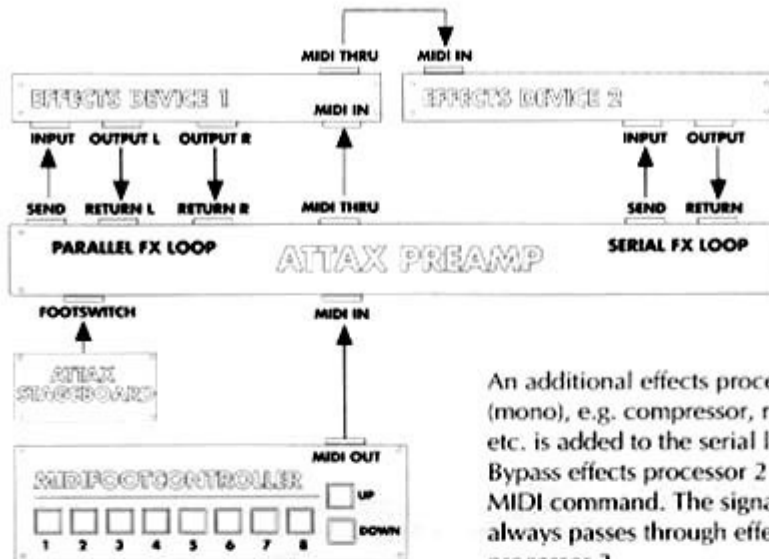 MIDI THRU MIDI IN
EFFECTS DEVICE 1 EFFECTS DEVICE 2
MIDI IN
INPUT OUTPUT L OUTPUT R INPUT OUTPUT
SEND RETURN L RETURN R MIDI THRU SEND RETURN
PARALLEL FX LOOP SERIAL FX LOOP
ATTAX PREAMP
FOOTSWITCH MIDI IN
ATTAX
STAGEBOARD
MIDI OUT
MIDIFOOTCONTROLLER
UP
DOWN
1 2 3 4 5 6 7 8
An additional effects proce
(mono), e.g. compressor,
etc. is added to the serial l
Bypass effects processor 2
MIDI command. The signa
always passes through effe